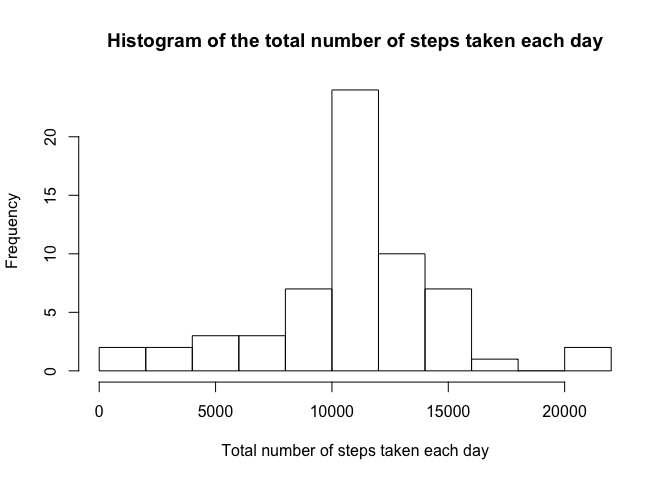 Histogram of the total number of steps taken each day
Frequency
20
15
10
5
0
0 5000 10000 15000 20000
Total number of steps taken each day